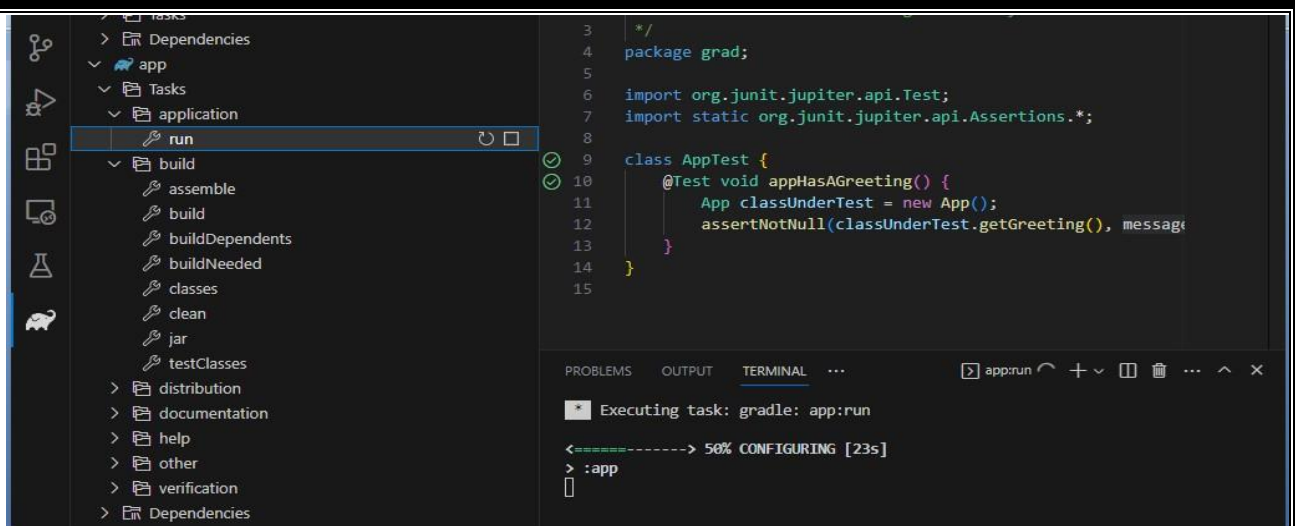 Tasks
Dependencies
app
Tasks
application
run
build
assemble
build
buildDependents
buildNeeded
classes
clean
jar
testClasses
distribution
documentation
help
other
verification
Dependencies
3 */
4 package grad;
5
6 import org.junit.jupiter.api.Test;
7 import static org.junit.jupiter.api.Assertions.*;
8
9 class AppTest {
10 @Test void appHasAGreeting() {
11 App classUnderTest = new App();
12 assertNotNull(classUnderTest.getGreeting(), message
13 }
14 }
15
PROBLEMS OUTPUT TERMINAL ··· app:run
* Executing task: gradle: app:run
<======-------> 50% CONFIGURING [23s]
> :app